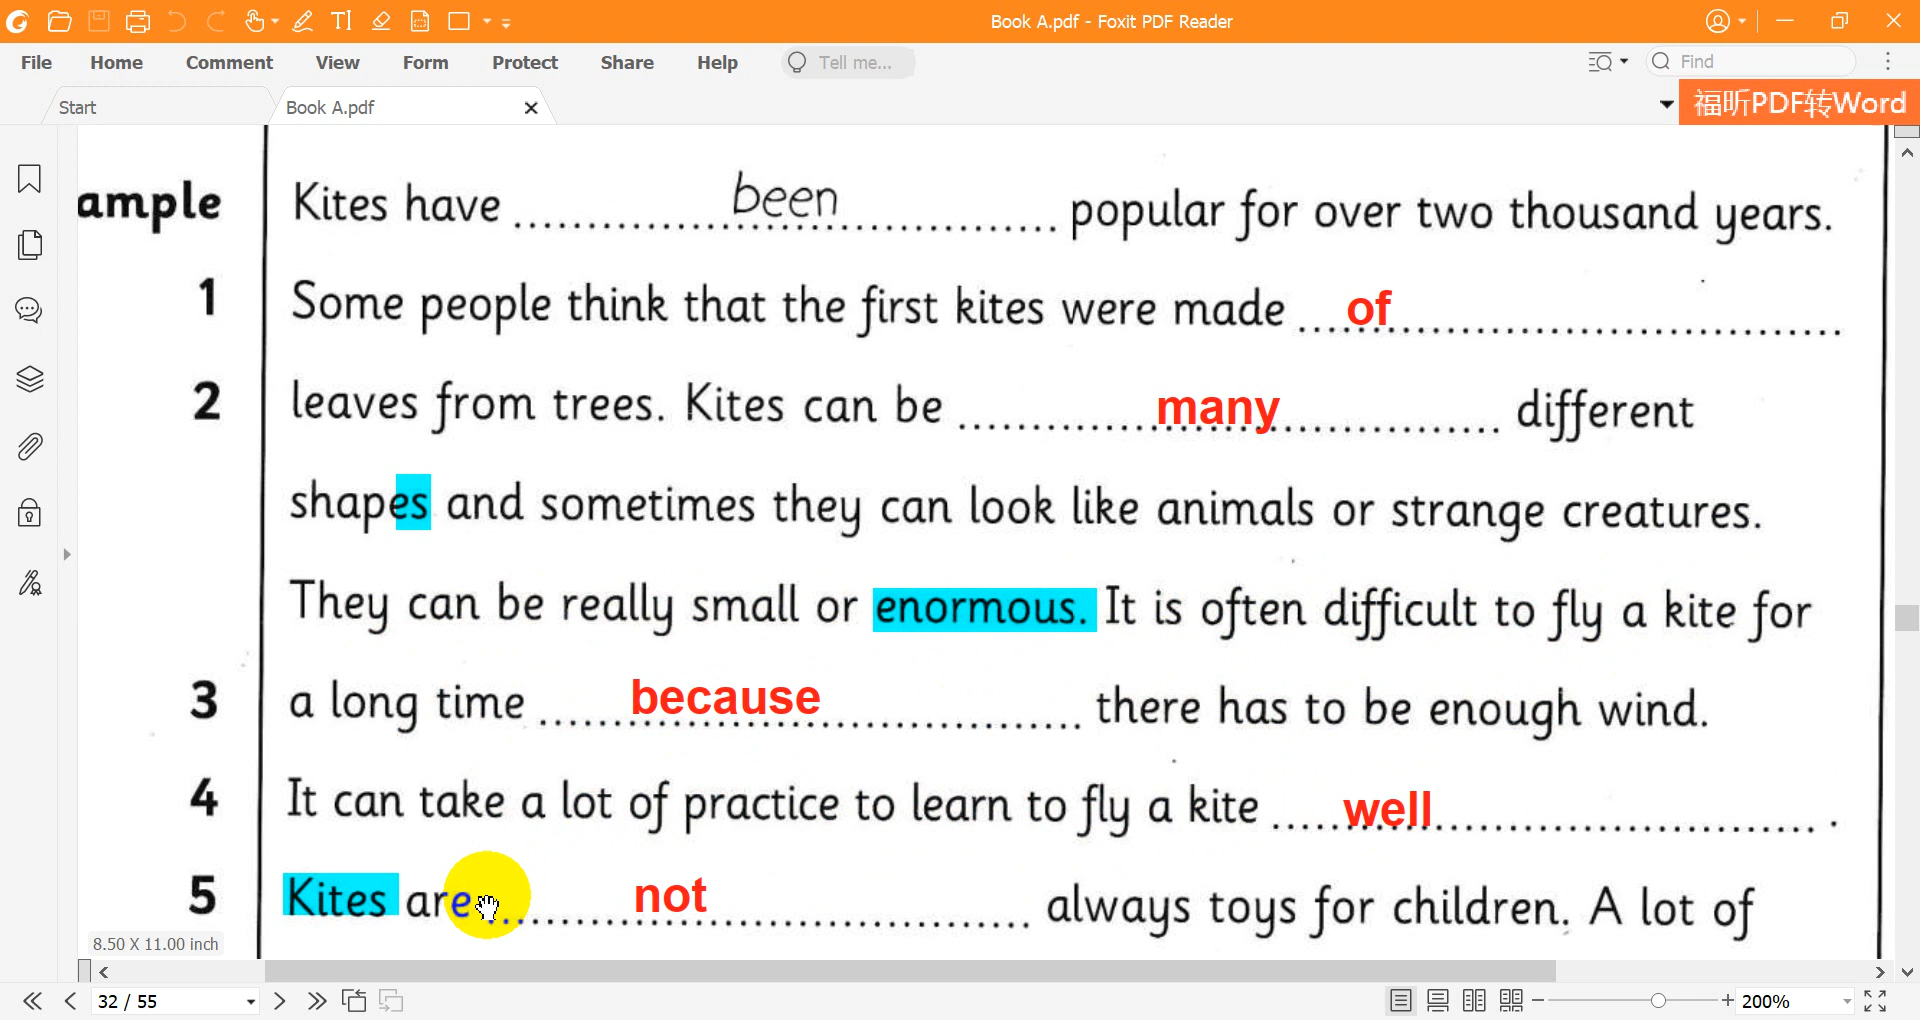 Book A.pdf - Foxit PDF Reader
File Home Comment View Form Protect Share Help Tell me... Find
Start Book A.pdf 福昕PDF转Word
ample Kites have been popular for over two thousand years.
1 Some people think that the first kites were made of
2 leaves from trees. Kites can be many different
shapes and sometimes they can look like animals or strange creatures.
They can be really small or enormous. It is often difficult to fly a kite for
3 a long time because there has to be enough wind.
4 It can take a lot of practice to learn to fly a kite well .
5 Kites are not always toys for children. A lot of
8.50 X 11.00 inch
32 / 55 200%